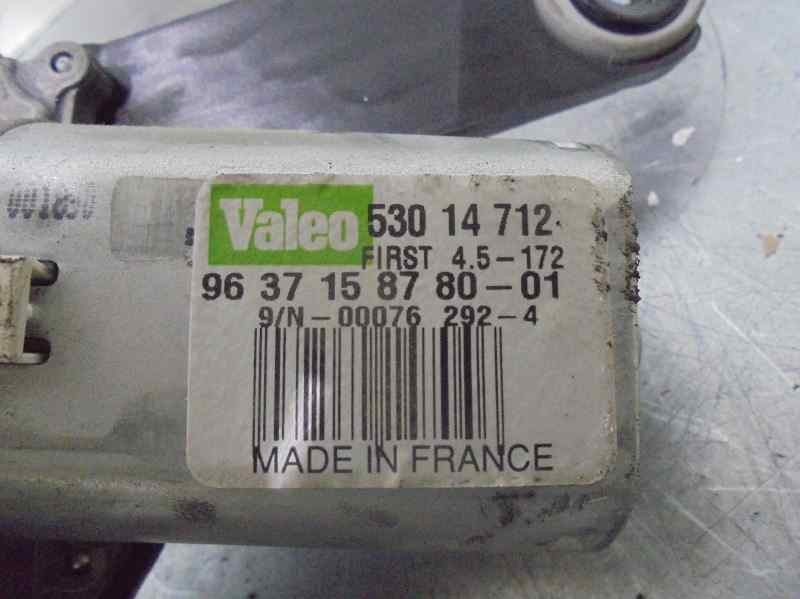 Valeo 530 14 712
FIRST 4.5-172
96 37 15 87 80-01
9/N-00076 292-4
MADE IN FRANCE